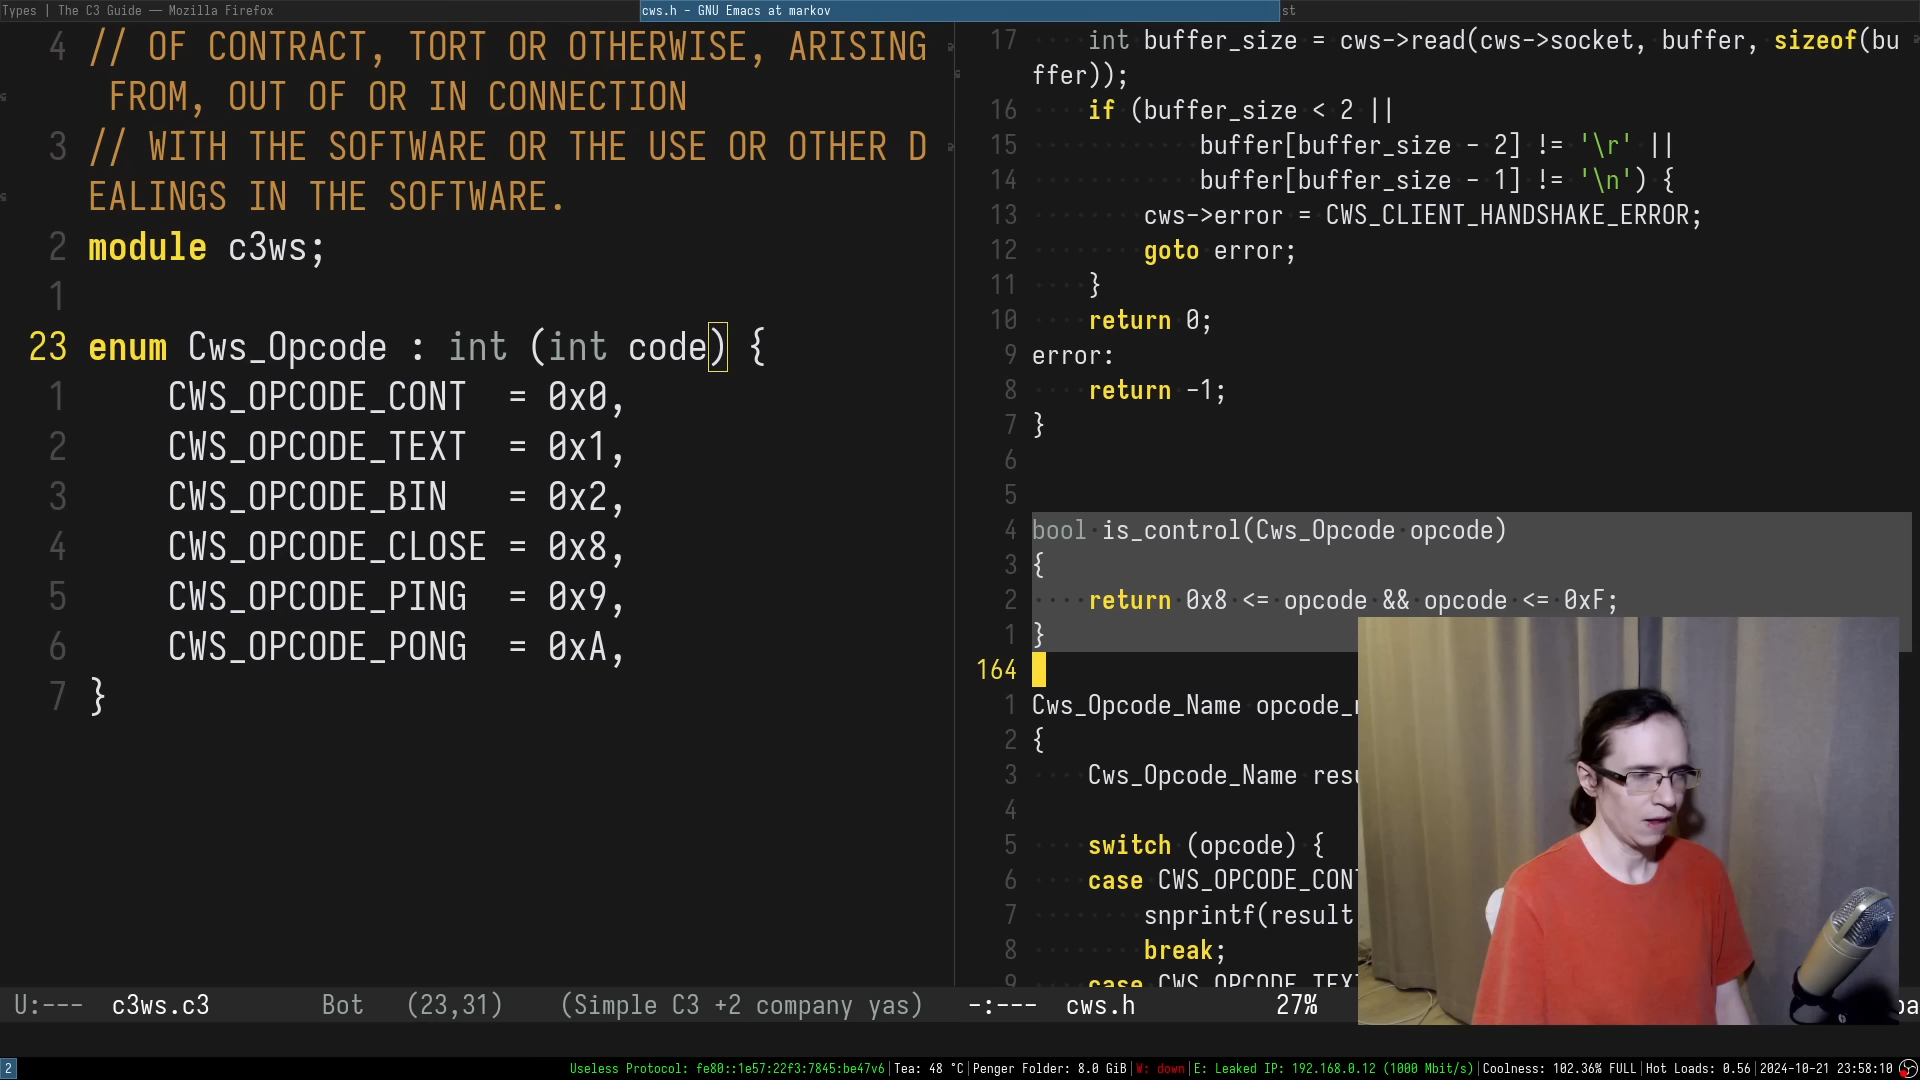 Types | The C3 Guide — Mozilla Firefox
cws.h - GNU Emacs at markov
st
4 // OF CONTRACT, TORT OR OTHERWISE, ARISING
FROM, OUT OF OR IN CONNECTION
3 // WITH THE SOFTWARE OR THE USE OR OTHER D
EALINGS IN THE SOFTWARE.
2 module c3ws;
1
23 enum Cws_Opcode : int (int code) {
1 CWS_OPCODE_CONT = 0x0,
2 CWS_OPCODE_TEXT = 0x1,
3 CWS_OPCODE_BIN = 0x2,
4 CWS_OPCODE_CLOSE = 0x8,
5 CWS_OPCODE_PING = 0x9,
6 CWS_OPCODE_PONG = 0xA,
7 }
U:--- c3ws.c3 Bot (23,31) (Simple C3 +2 company yas)
17 int buffer_size = cws->read(cws->socket, buffer, sizeof(bu
ffer));
16 if (buffer_size < 2 ||
15 buffer[buffer_size - 2] != '\r' ||
14 buffer[buffer_size - 1] != '\n') {
13 cws->error = CWS_CLIENT_HANDSHAKE_ERROR;
12 goto error;
11 }
10 return 0;
9 error:
8 return -1;
7 }
6
5
4 bool is_control(Cws_Opcode opcode)
3 {
2 return 0x8 <= opcode && opcode <= 0xF;
1 }
164
1 Cws_Opcode_Name opcode_
2 {
3 Cws_Opcode_Name resu
4
5 switch (opcode) {
6 case CWS_OPCODE_CONT
7 snprintf(result
8 break;
9 case CWS_OPCODE_TEXT
-:--- cws.h 27%
2
Useless Protocol: fe80::1e57:22f3:7845:be47v6|Tea: 48 °C|Penger Folder: 8.0 GiB|W: down|E: Leaked IP: 192.168.0.12 (1000 Mbit/s)|Coolness: 102.36% FULL|Hot Loads: 0.56|2024-10-21 23:58:10